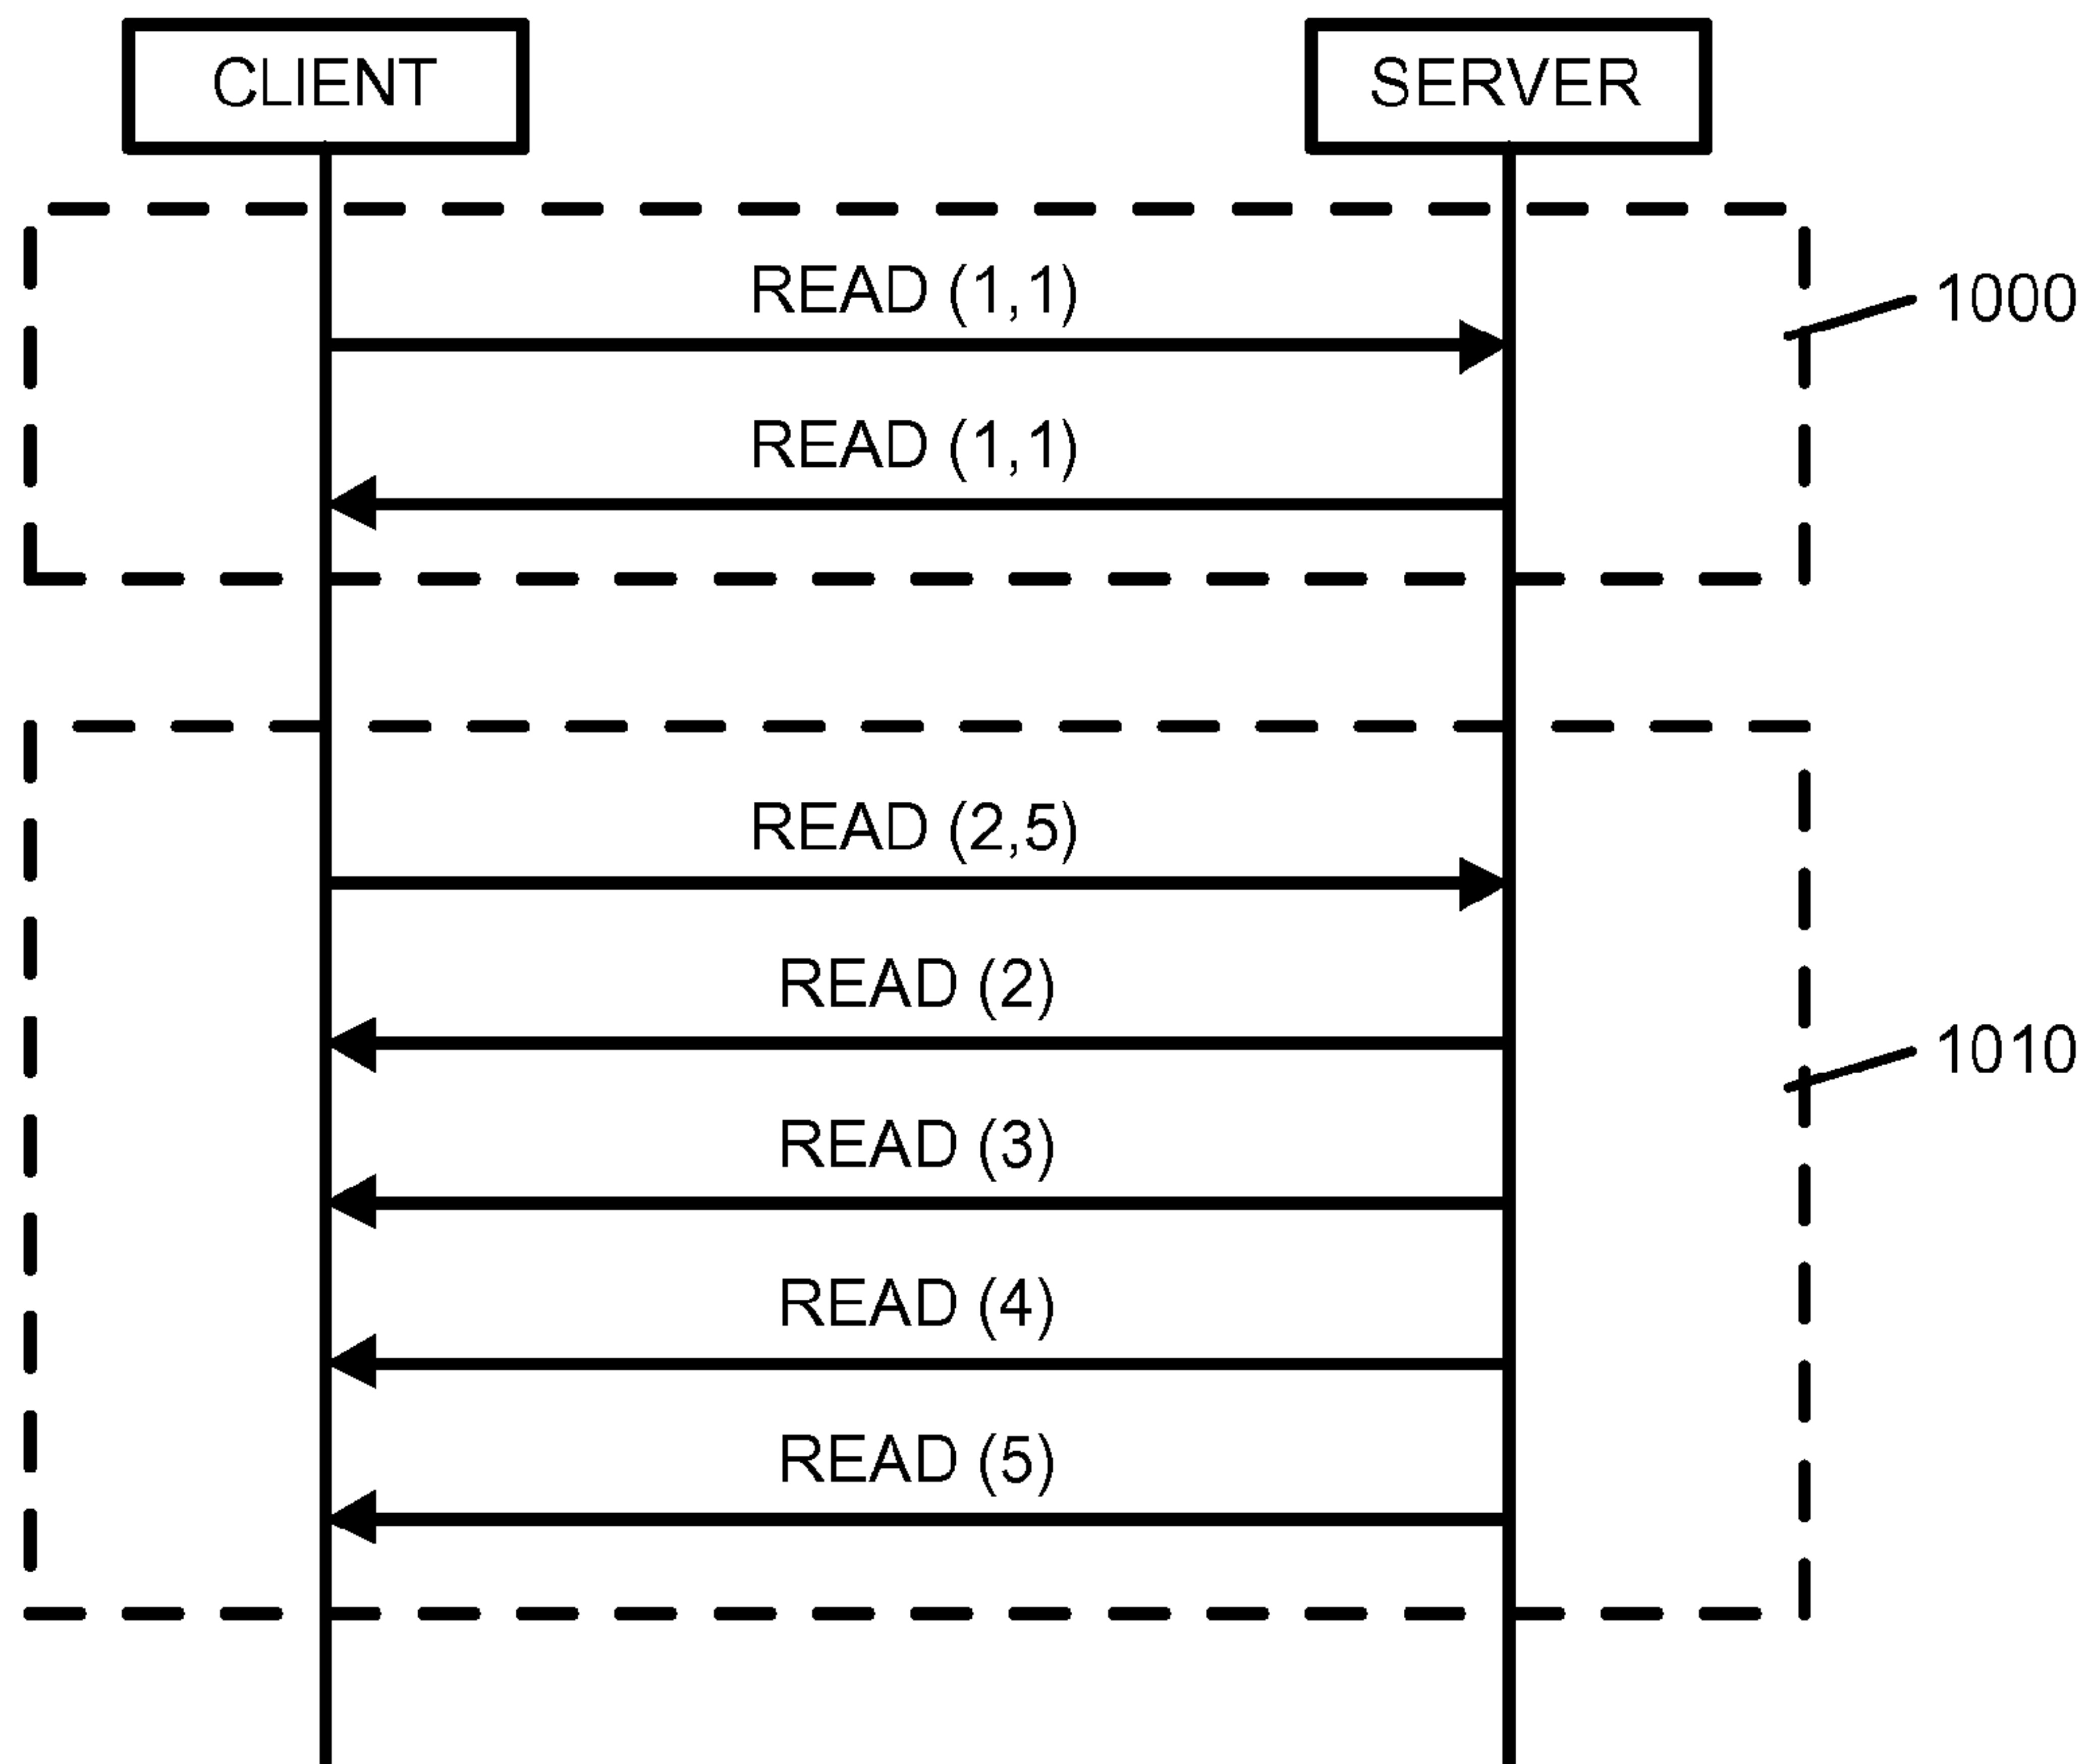 CLIENT
SERVER
READ (1,1)
1000
READ (1,1)
READ (2,5)
READ (2)
1010
READ (3)
READ (4)
READ (5)